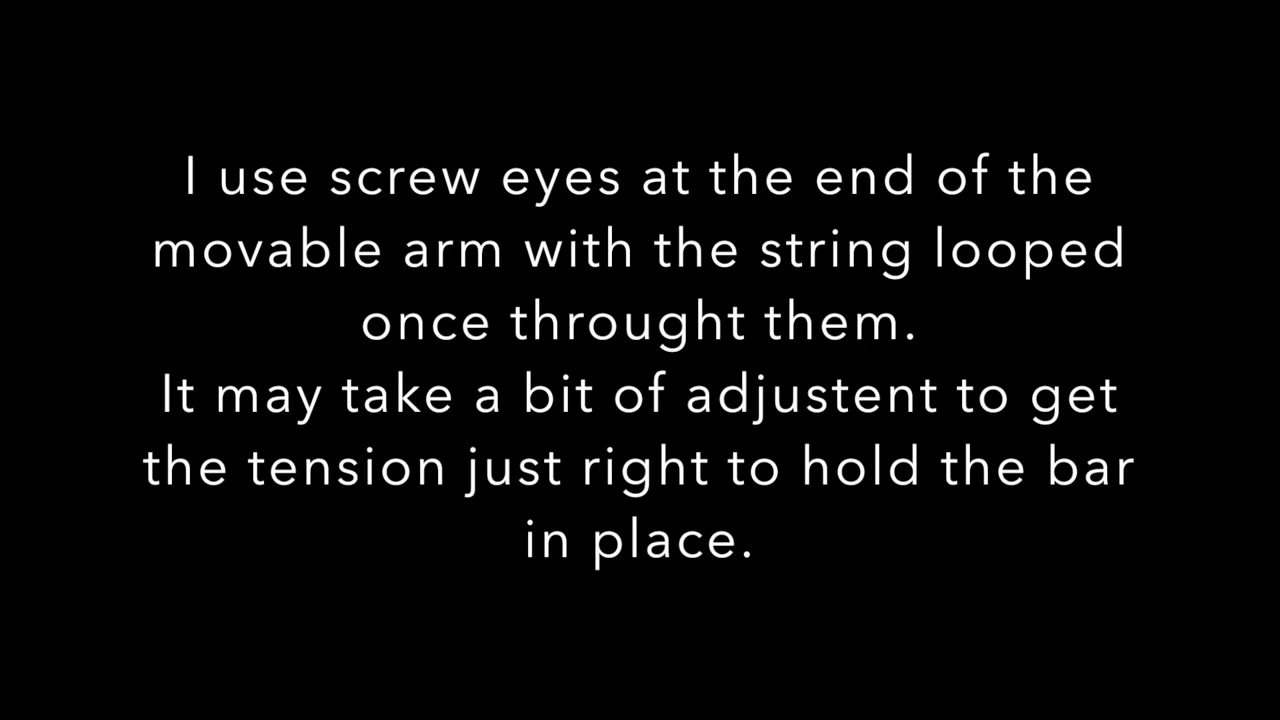 I use screw eyes at the end of the
movable arm with the string looped
once throught them.
It may take a bit of adjustent to get
the tension just right to hold the bar
in place.